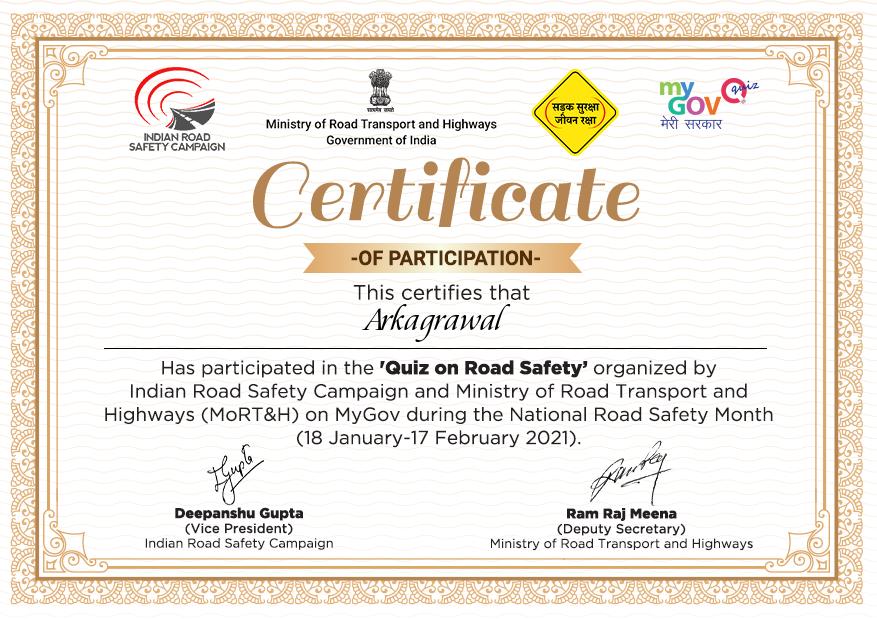 INDIAN ROAD
SAFETY CAMPAIGN
सत्यमेव जयते
Ministry of Road Transport and Highways
Government of India
सड़क सुरक्षा
जीवन रक्षा
my
GOV quiz
मेरी सरकार
Certificate
-OF PARTICIPATION-
This certifies that
Arkagrawal
Has participated in the 'Quiz on Road Safety' organized by
Indian Road Safety Campaign and Ministry of Road Transport and
Highways (MoRT&H) on MyGov during the National Road Safety Month
(18 January-17 February 2021).
Deepanshu Gupta
(Vice President)
Indian Road Safety Campaign
Ram Raj Meena
(Deputy Secretary)
Ministry of Road Transport and Highways